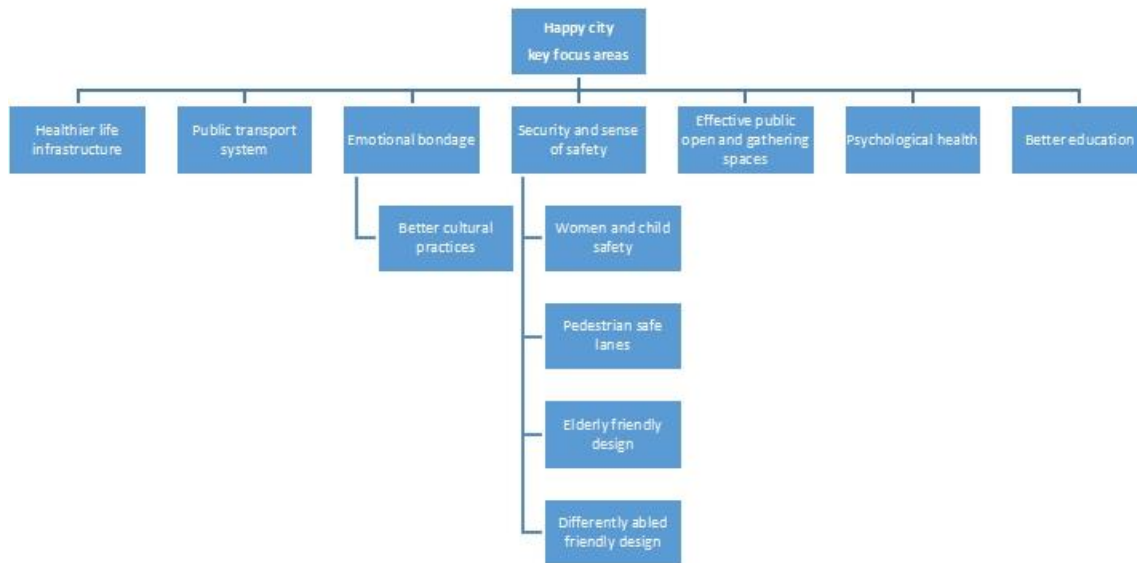 Happy city
key focus areas
Healthier life
infrastructure
Public transport
system
Emotional bondage
Security and sense
of safety
Effective public
open and gathering
spaces
Psychological health
Better education
Better cultural
practices
Women and child
safety
Pedestrian safe
lanes
Elderly friendly
design
Differently abled
friendly design